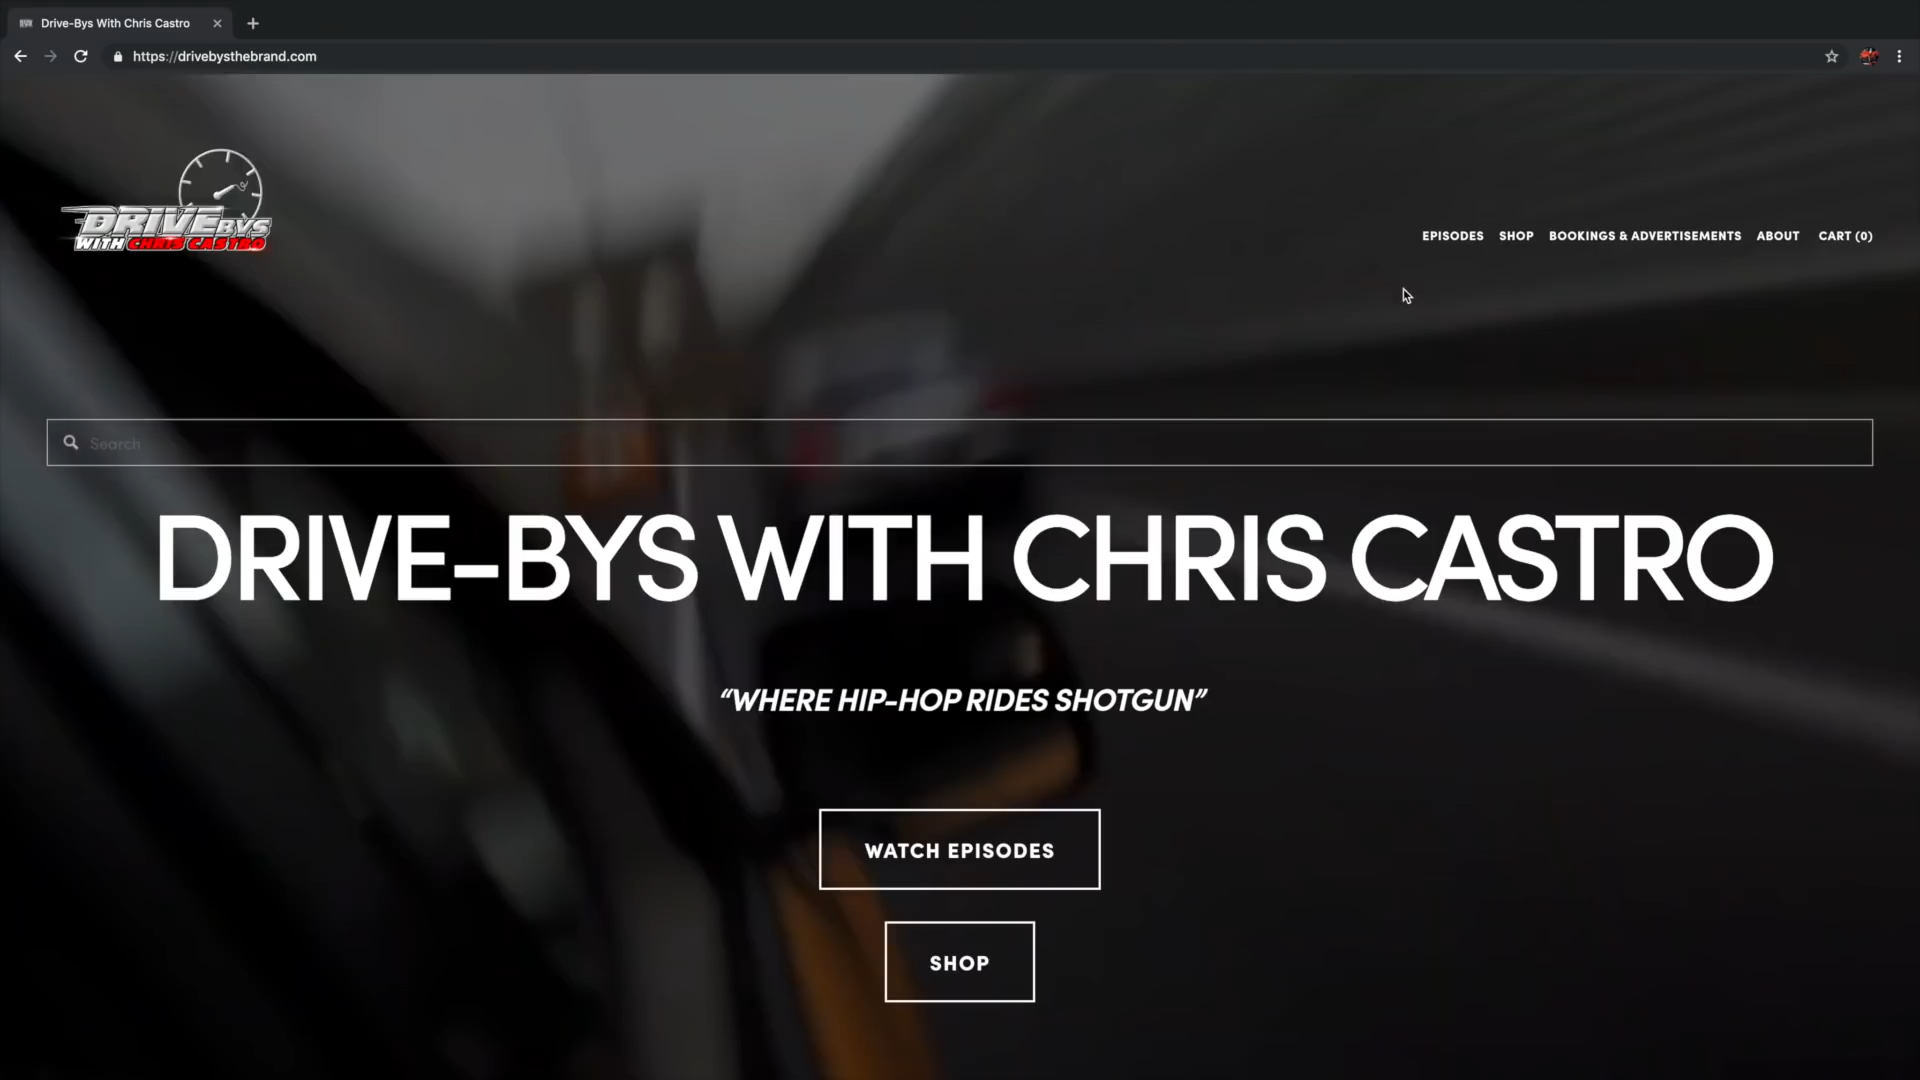 Drive-Bys With Chris Castro
https://drivebysthebrand.com
DRIVE BYS
WITH CHRIS CASTRO
EPISODES SHOP BOOKINGS & ADVERTISEMENTS ABOUT CART (0)
Search
DRIVE-BYS WITH CHRIS CASTRO
“WHERE HIP-HOP RIDES SHOTGUN”
WATCH EPISODES
SHOP